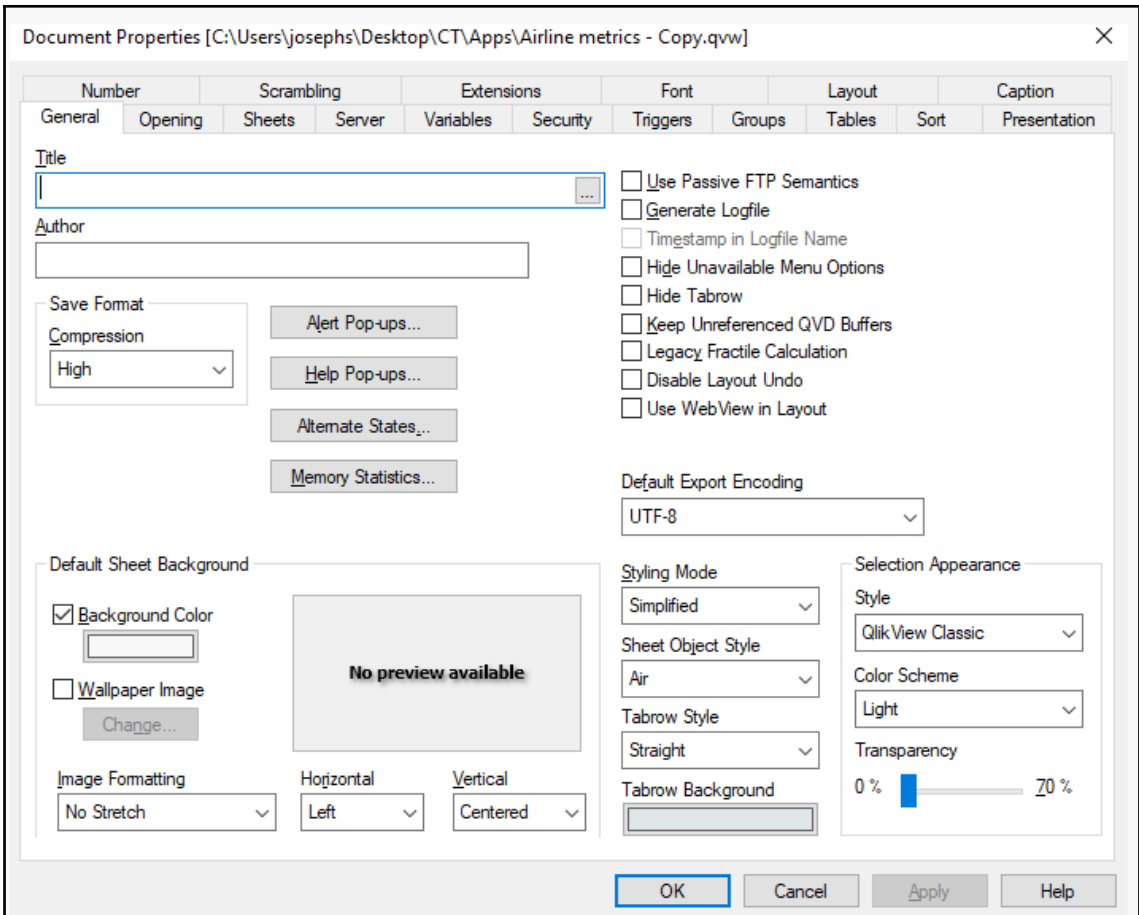 Document Properties [C:\Users\josephs\Desktop\CT\Apps\Airline metrics - Copy.qvw]
Number Scrambling Extensions Font Layout Caption
General Opening Sheets Server Variables Security Triggers Groups Tables Sort Presentation
Title
...
Author
Save Format
Compression
High
Alert Pop-ups...
Help Pop-ups...
Alternate States...
Memory Statistics...
Use Passive FTP Semantics
Generate Logfile
Timestamp in Logfile Name
Hide Unavailable Menu Options
Hide Tabrow
Keep Unreferenced QVD Buffers
Legacy Fractile Calculation
Disable Layout Undo
Use WebView in Layout
Default Export Encoding
UTF-8
Default Sheet Background
Background Color
Wallpaper Image
Change...
No preview available
Image Formatting
No Stretch
Horizontal
Left
Vertical
Centered
Styling Mode
Simplified
Sheet Object Style
Air
Tabrow Style
Straight
Tabrow Background
Selection Appearance
Style
QlikView Classic
Color Scheme
Light
Transparency
0 % 70 %
OK Cancel Apply Help